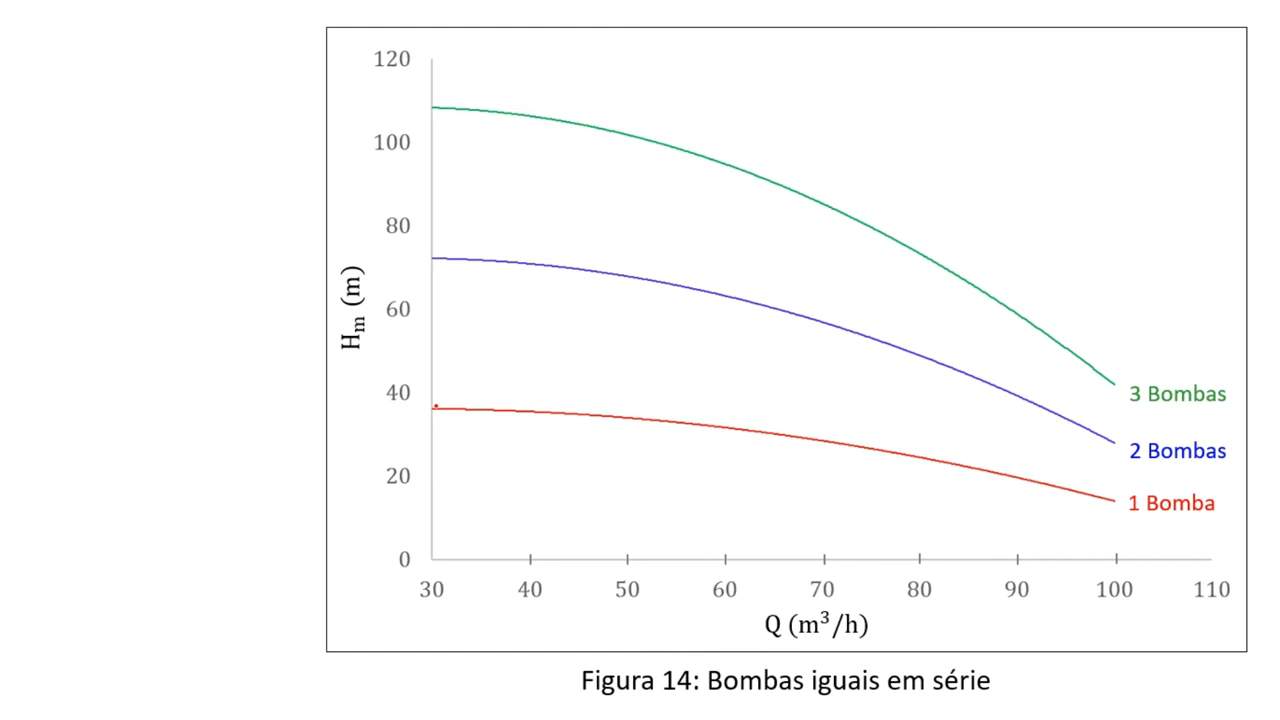 120
100
80
60
40
20
0
H_m (m)
3 Bombas
2 Bombas
1 Bomba
30 40 50 60 70 80 90 100 110
Q (m³/h)
Figura 14: Bombas iguais em série